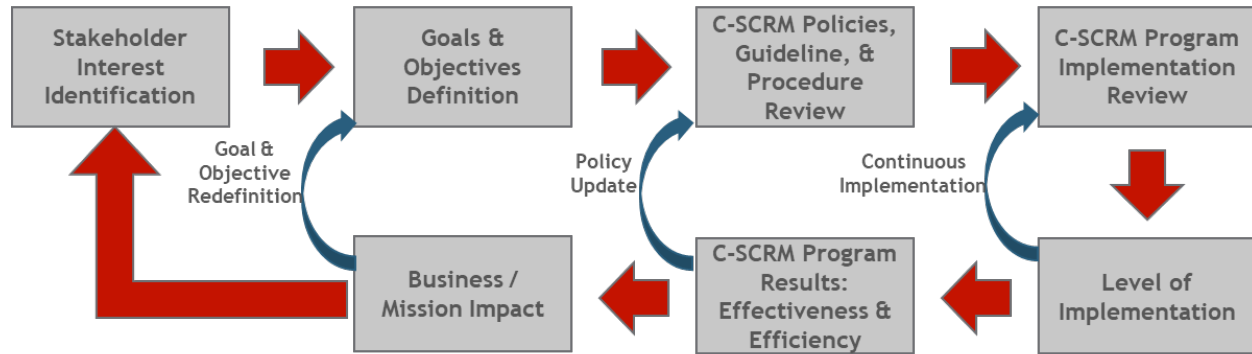 Stakeholder
Interest
Identification
Goals &
Objectives
Definition
C-SCRM Policies,
Guideline, &
Procedure
Review
C-SCRM Program
Implementation
Review
Goal &
Objective
Redefinition
Policy
Update
Continuous
Implementation
Business /
Mission Impact
C-SCRM Program
Results:
Effectiveness &
Efficiency
Level of
Implementation